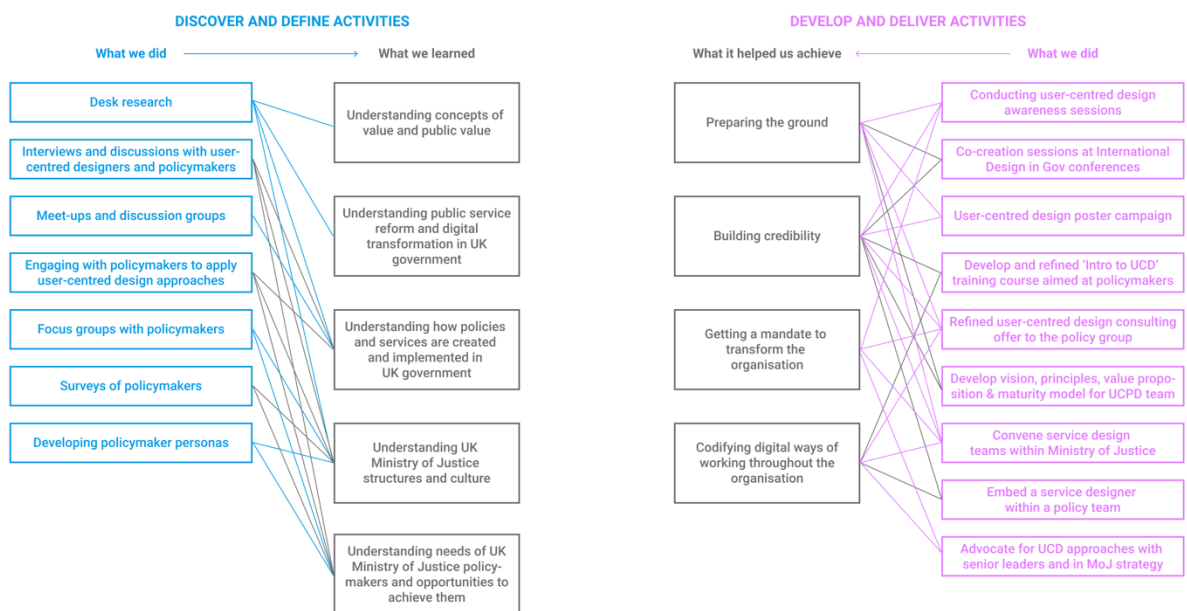 DISCOVER AND DEFINE ACTIVITIES
What we did
What we learned
Desk research
Interviews and discussions with user-
centred designers and policymakers
Meet-ups and discussion groups
Engaging with policymakers to apply
user-centred design approaches
Focus groups with policymakers
Surveys of policymakers
Developing policymaker personas
Understanding concepts of
value and public value
Understanding public service
reform and digital
transformation in UK
government
Understanding how policies
and services are created
and implemented in
UK government
Understanding UK
Ministry of Justice
structures and culture
Understanding needs of UK
Ministry of Justice policy-
makers and opportunities to
achieve them
DEVELOP AND DELIVER ACTIVITIES
What it helped us achieve
What we did
Preparing the ground
Building credibility
Getting a mandate to
transform the
organisation
Codifying digital ways of
working throughout the
organisation
Conducting user-centred design
awareness sessions
Co-creation sessions at International
Design in Gov conferences
User-centred design poster campaign
Develop and refined ‘Intro to UCD’
training course aimed at policymakers
Refined user-centred design consulting
offer to the policy group
Develop vision, principles, value propo-
sition & maturity model for UCPD team
Convene service design
teams within Ministry of Justice
Embed a service designer
within a policy team
Advocate for UCD approaches with
senior leaders and in MoJ strategy